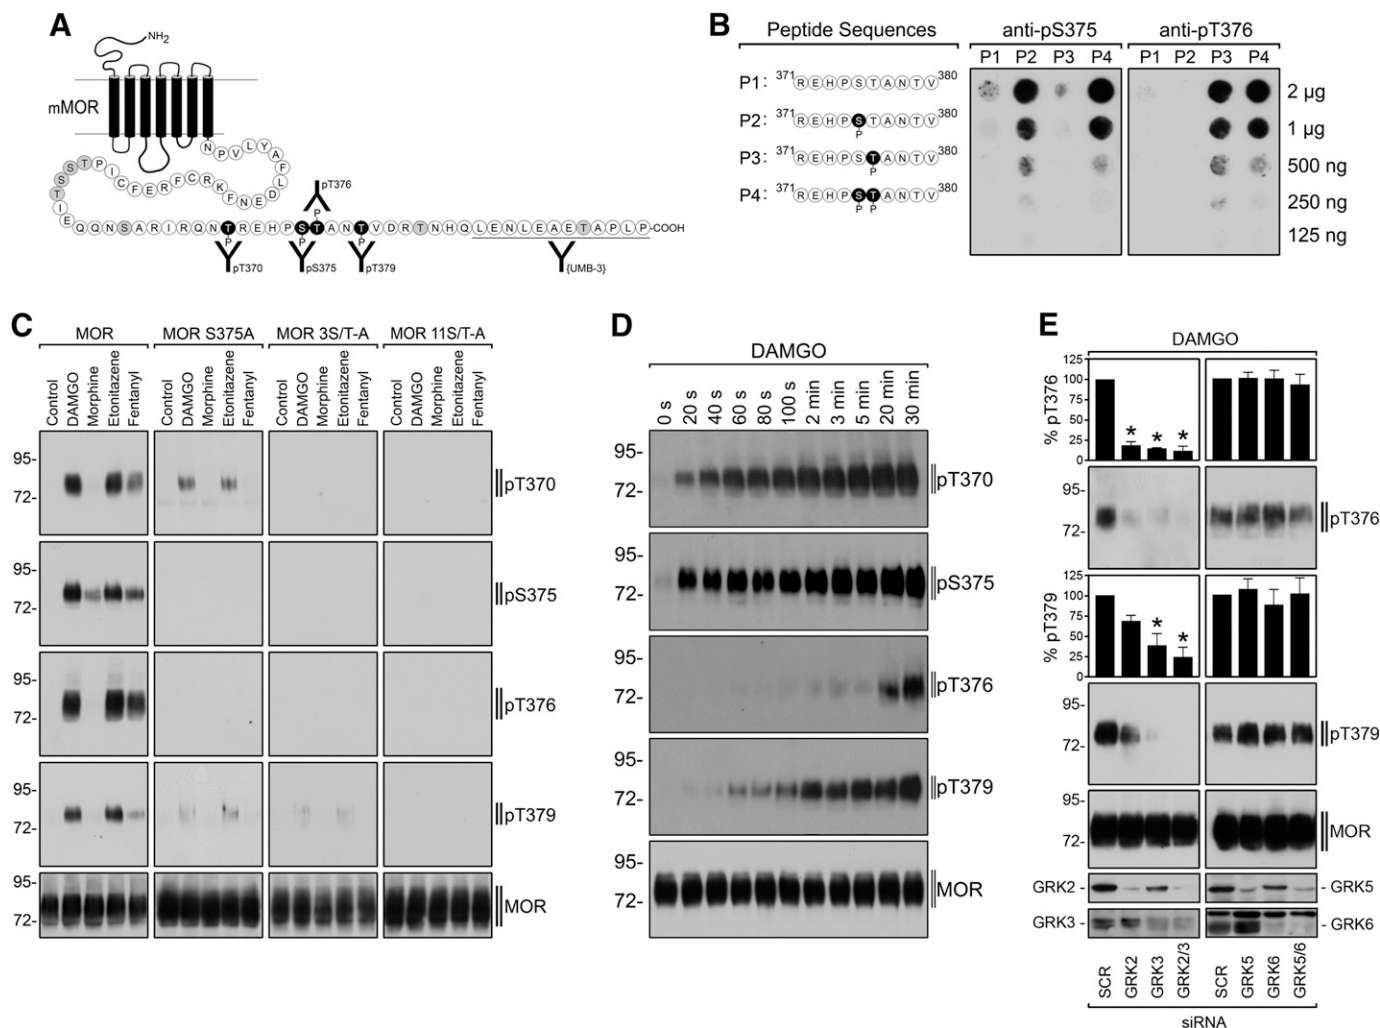 A
NH2
mMOR
NPVLYAFLDENFKRCFREFCIPTSSTIEQQNSARIRQNTREHPSTANTVDRTNHQLENLEAETAPLP-COOH
P
pT376
P P P
pT370
pS375
pT379
{UMB-3}
B
Peptide Sequences
anti-pS375
anti-pT376
P1 P2 P3 P4
P1 P2 P3 P4
P1: 371 REHPSTANTV 380
P2: 371 REHPSTANTV 380
P
P3: 371 REHPSTANTV 380
P
P4: 371 REHPSTANTV 380
P P
2 µg
1 µg
500 ng
250 ng
125 ng
C
MOR
MOR S375A
MOR 3S/T-A
MOR 11S/T-A
Control DAMGO Morphine Etonitazene Fentanyl
Control DAMGO Morphine Etonitazene Fentanyl
Control DAMGO Morphine Etonitazene Fentanyl
Control DAMGO Morphine Etonitazene Fentanyl
95-
72-
pT370
95-
72-
pS375
95-
72-
pT376
95-
72-
pT379
95-
72-
MOR
D
DAMGO
0 s 20 s 40 s 60 s 80 s 100 s 2 min 3 min 5 min 20 min 30 min
95-
72-
pT370
95-
72-
pS375
95-
72-
pT376
95-
72-
pT379
95-
72-
MOR
E
DAMGO
% pT376
125
100
75
50
25
0
* * *
95-
72-
pT376
% pT379
125
100
75
50
25
0
* *
95-
72-
pT379
95-
72-
MOR
GRK2 -
- GRK5
GRK3 -
- GRK6
SCR GRK2 GRK3 GRK2/3
SCR GRK5 GRK6 GRK5/6
siRNA